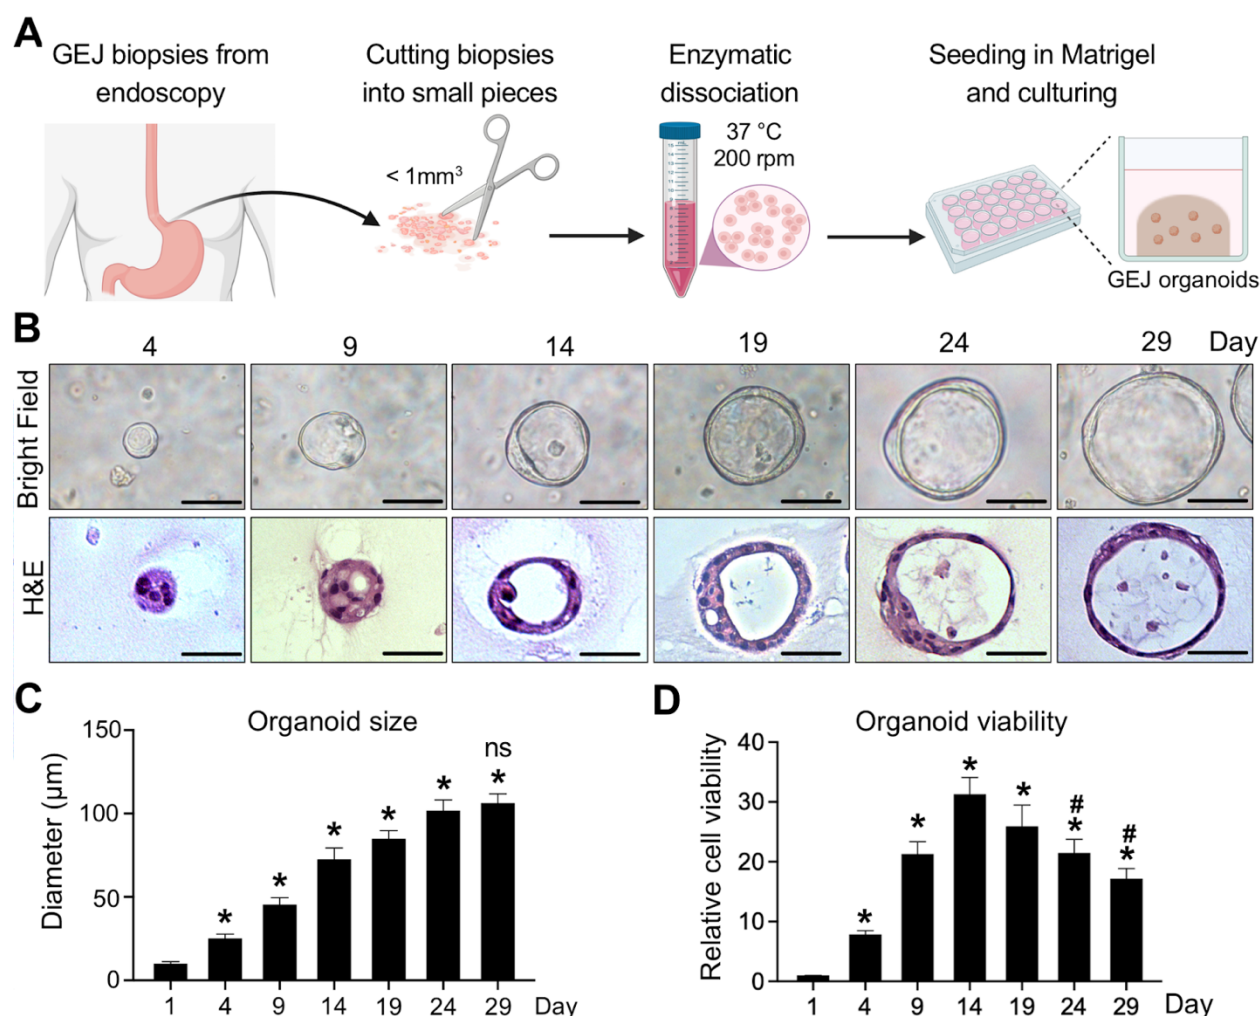 A
GEJ biopsies from
endoscopy
Cutting biopsies
into small pieces
< 1mm³
Enzymatic
dissociation
37 °C
200 rpm
Seeding in Matrigel
and culturing
GEJ organoids
B
4 9 14 19 24 29 Day
Bright Field
H&E
C
Organoid size
Diameter (µm)
150
100
50
0
* * * * * ns *
1 4 9 14 19 24 29 Day
D
Organoid viability
Relative cell viability
40
30
20
10
0
* * * * # * # *
1 4 9 14 19 24 29 Day